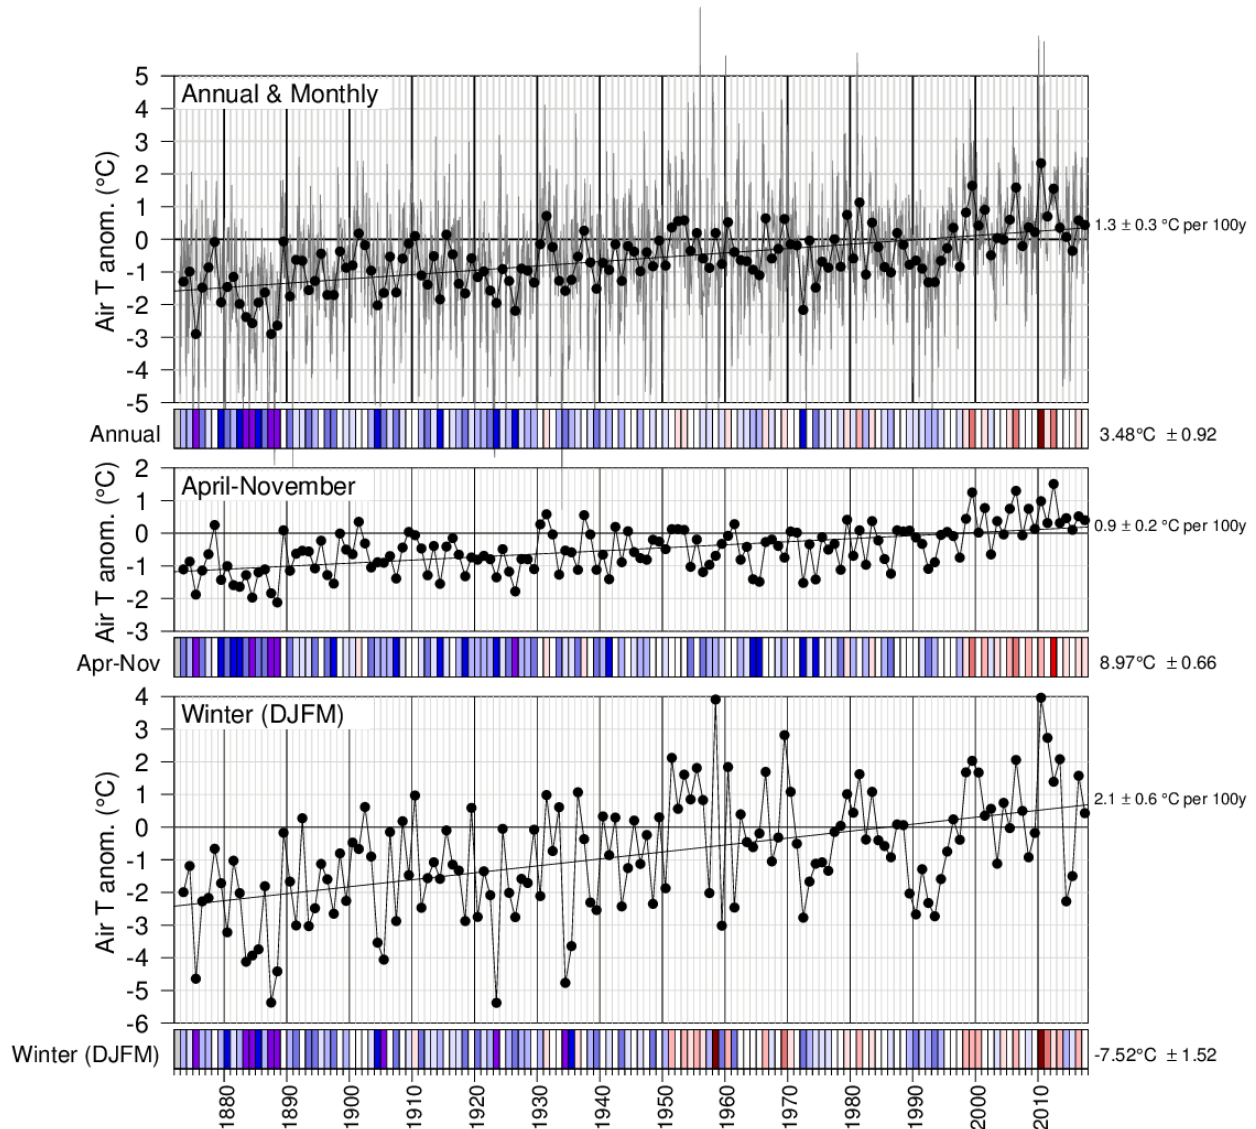 Annual & Monthly
Air T anom. (°C)
5
4
3
2
1
0
-1
-2
-3
-4
-5
1.3 ± 0.3 °C per 100y
Annual
3.48°C ± 0.92
April-November
Air T anom. (°C)
2
1
0
-1
-2
-3
0.9 ± 0.2 °C per 100y
Apr-Nov
8.97°C ± 0.66
Winter (DJFM)
Air T anom. (°C)
4
3
2
1
0
-1
-2
-3
-4
-5
-6
2.1 ± 0.6 °C per 100y
Winter (DJFM)
-7.52°C ± 1.52
1880
1890
1900
1910
1920
1930
1940
1950
1960
1970
1980
1990
2000
2010